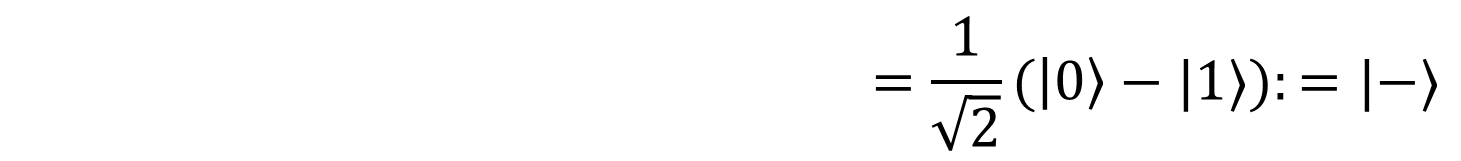 = 1/√2 (|0⟩ − |1⟩): = |−⟩